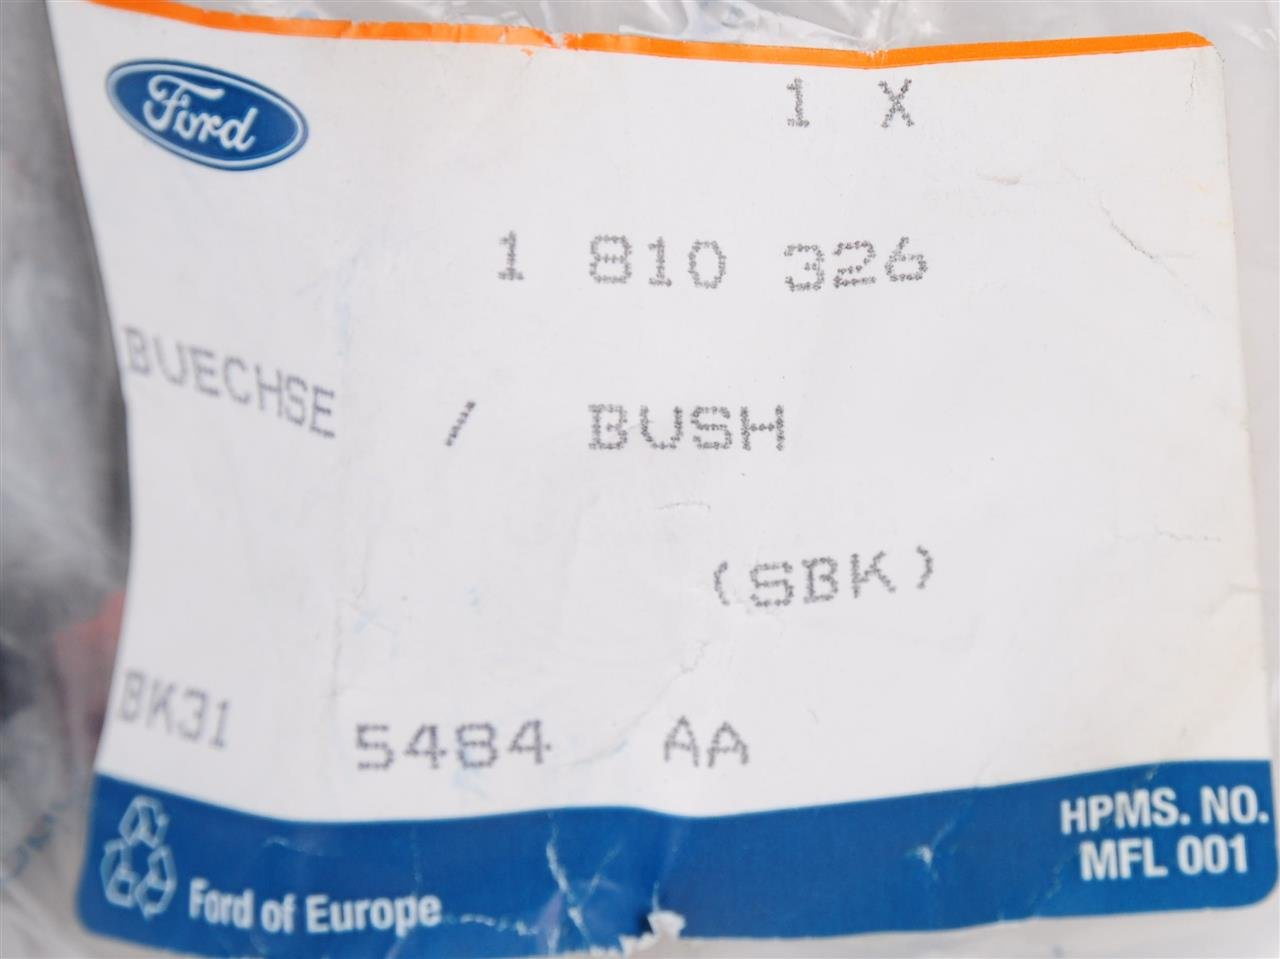 Ford
1 X
1 810 326
BUECHSE / BUSH
(SBK)
BK31 5484 AA
HPMS. NO.
MFL 001
Ford of Europe